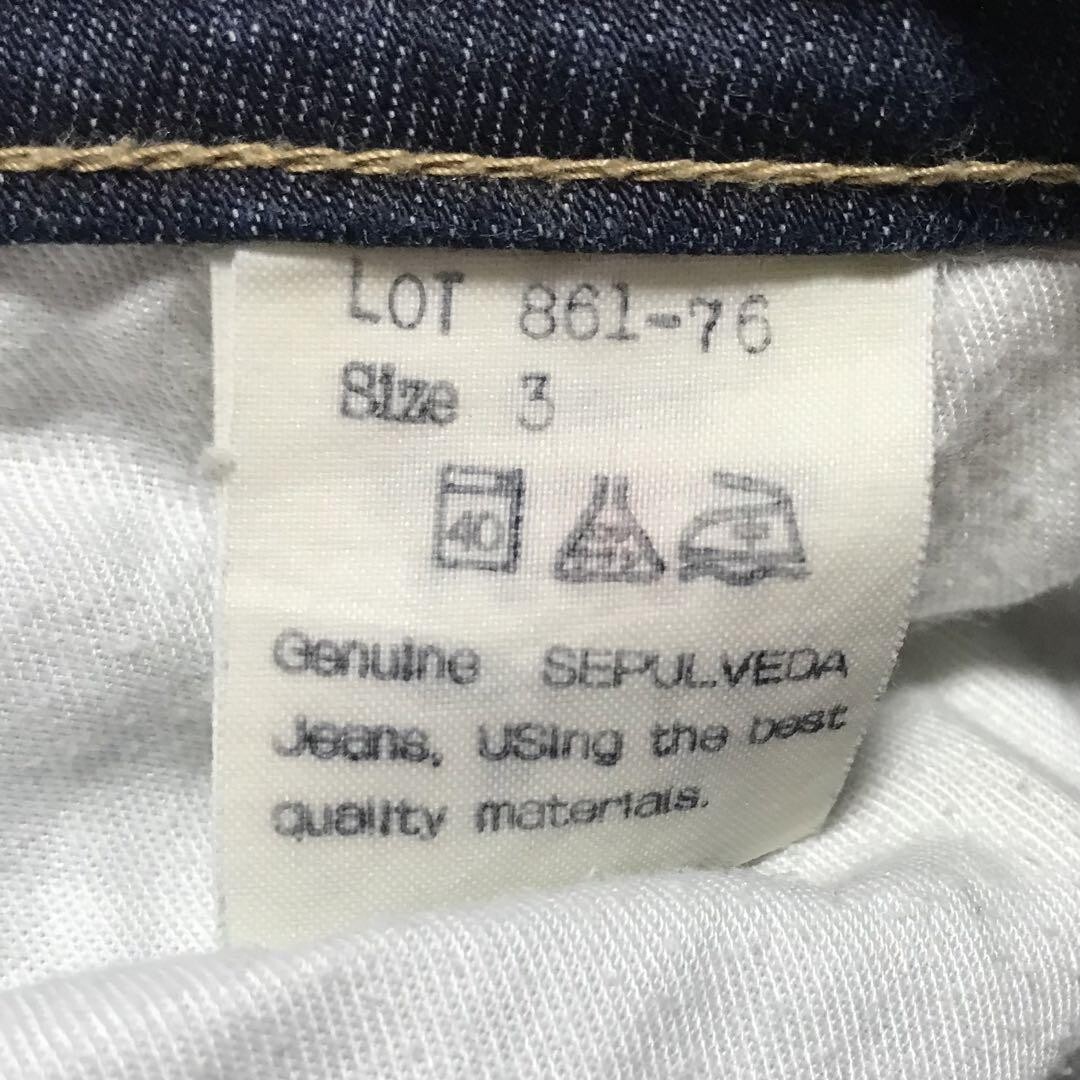 LOT 861-76
Size 3
40
Genuine SEPULVEDA
Jeans, USing the best
quality materials.